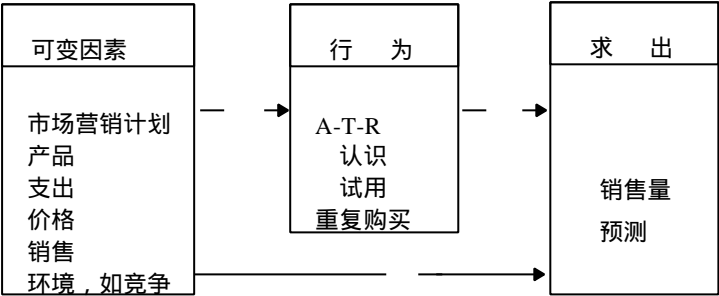 可变因素
市场营销计划
产品
支出
价格
销售
环境，如竞争
行 为
A-T-R
认识
试用
重复购买
求 出
销售量
预测